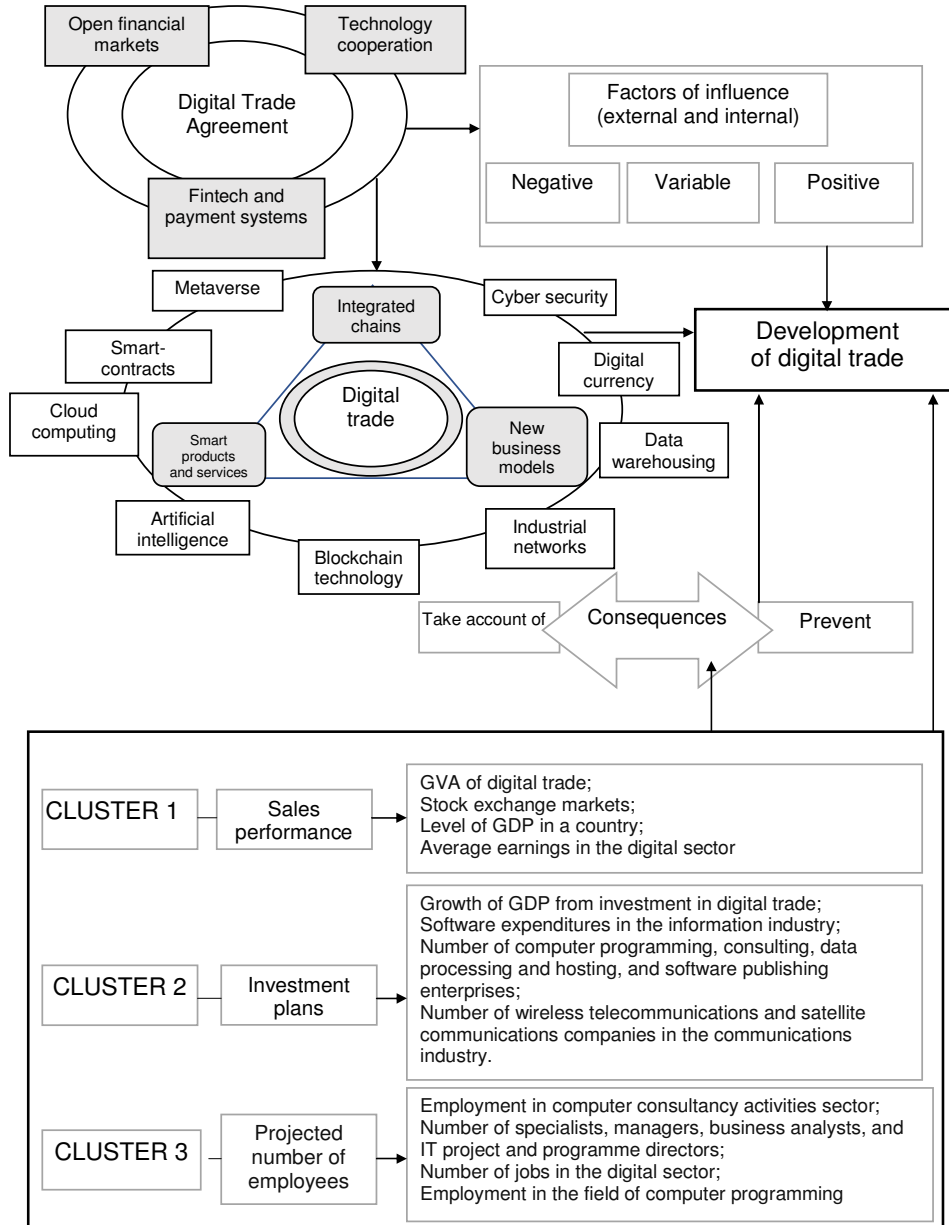 Open financial
markets
Technology
cooperation
Digital Trade
Agreement
Fintech and
payment systems
Factors of influence
(external and internal)
Negative
Variable
Positive
Metaverse
Integrated
chains
Cyber security
Smart-
contracts
Digital
currency
Development
of digital trade
Cloud
computing
Digital
trade
Smart
products
and services
New
business
models
Data
warehousing
Artificial
intelligence
Blockchain
technology
Industrial
networks
Take account of
Consequences
Prevent
CLUSTER 1
Sales
performance
GVA of digital trade;
Stock exchange markets;
Level of GDP in a country;
Average earnings in the digital sector
CLUSTER 2
Investment
plans
Growth of GDP from investment in digital trade;
Software expenditures in the information industry;
Number of computer programming, consulting, data
processing and hosting, and software publishing
enterprises;
Number of wireless telecommunications and satellite
communications companies in the communications
industry.
CLUSTER 3
Projected
number of
employees
Employment in computer consultancy activities sector;
Number of specialists, managers, business analysts, and
IT project and programme directors;
Number of jobs in the digital sector;
Employment in the field of computer programming